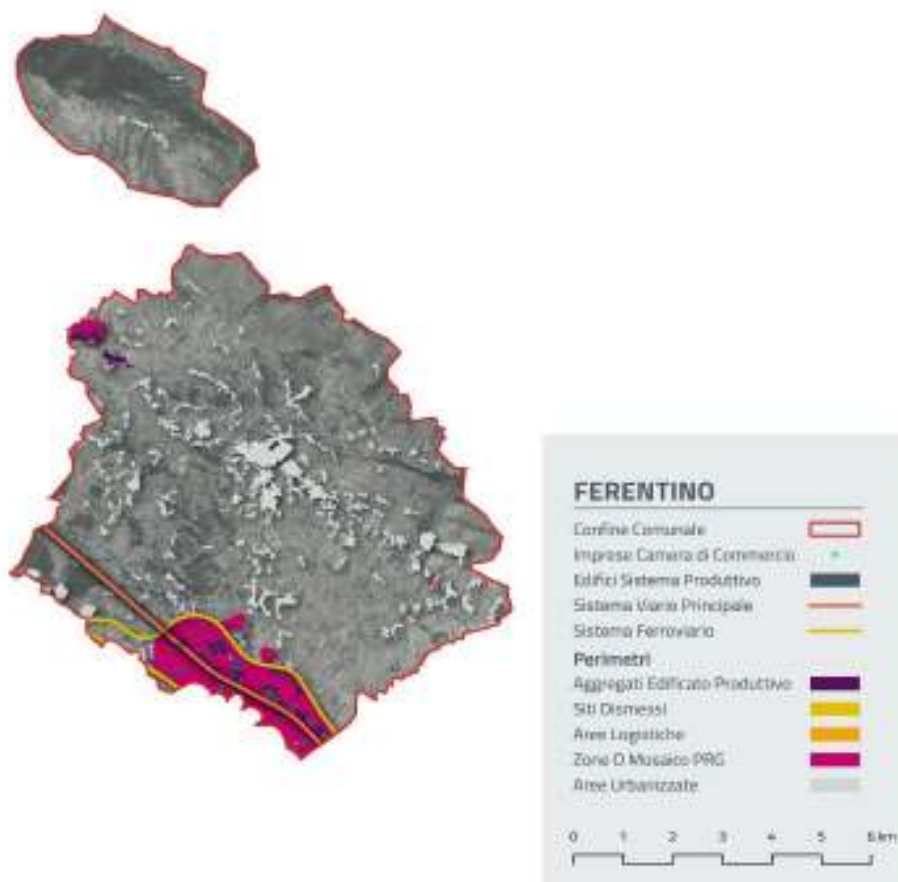 FERENTINO
Confine Comunale
Imprese Camera di Commercio
Edifici Sistema Produttivo
Sistema Viario Principale
Sistema Ferroviario
Perimetri
Aggregati Edificato Produttivo
Siti Dismessi
Aree Logistiche
Zone D Mosaico PRG
Aree Urbanizzate
0 1 2 3 4 5 6 km